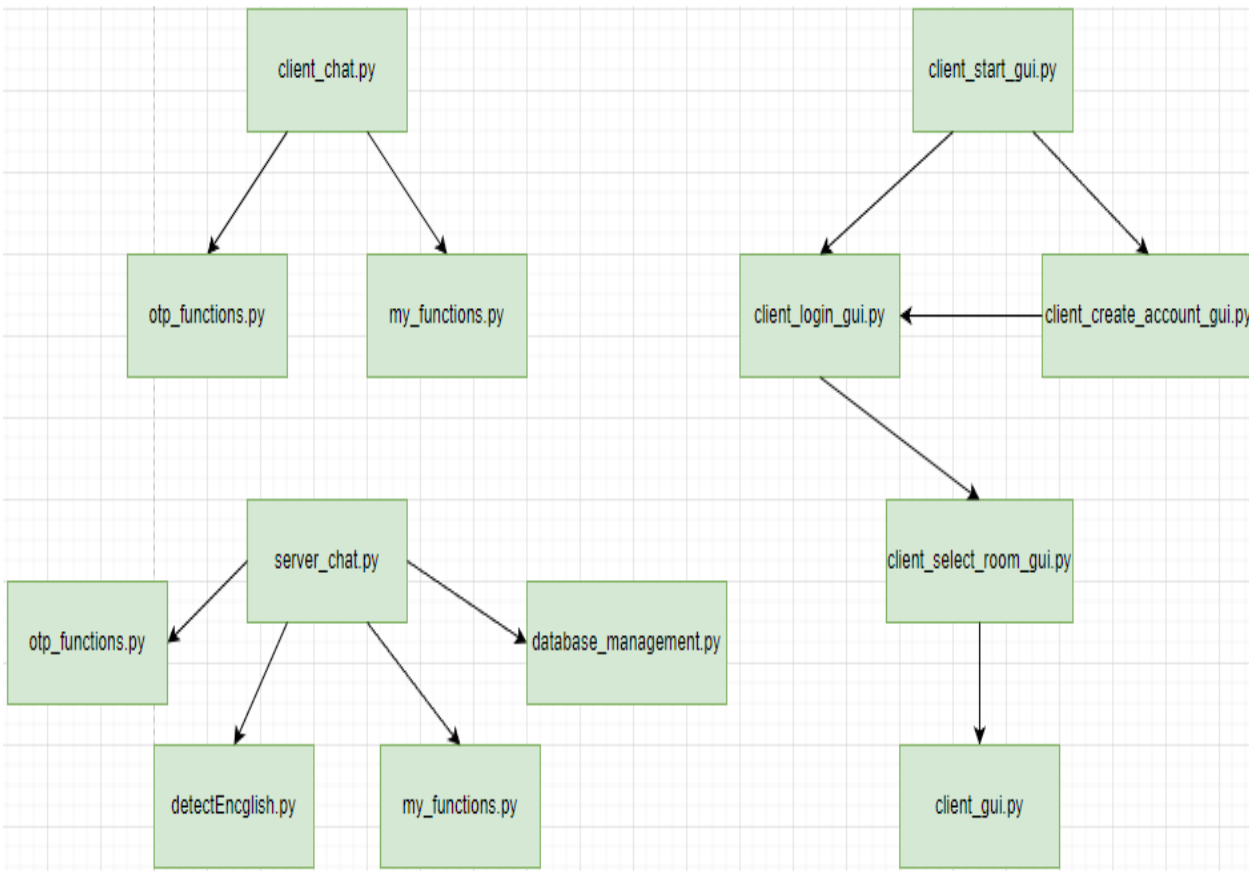 client_chat.py
client_start_gui.py
otp_functions.py
my_functions.py
client_login_gui.py
client_create_account_gui.py
server_chat.py
client_select_room_gui.py
otp_functions.py
database_management.py
detectEncglish.py
my_functions.py
client_gui.py